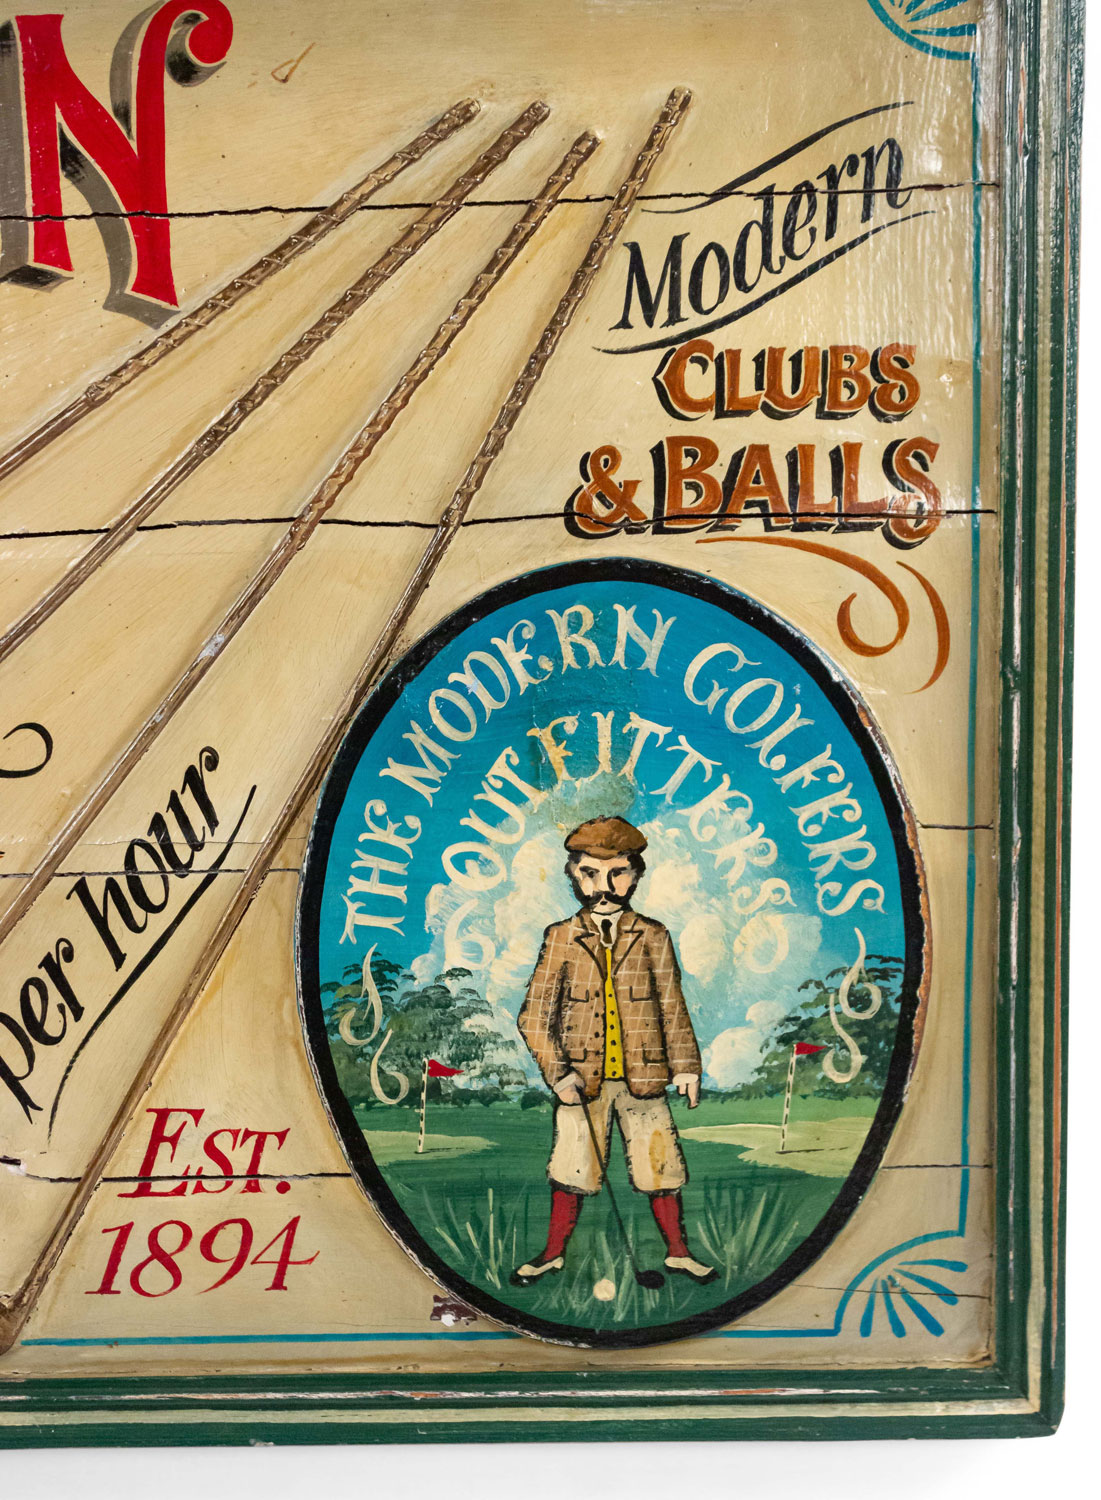 N
Modern
CLUBS
& BALLS
THE MODERN GOLFERS
OUTFITTERS
per hour
EST.
1894